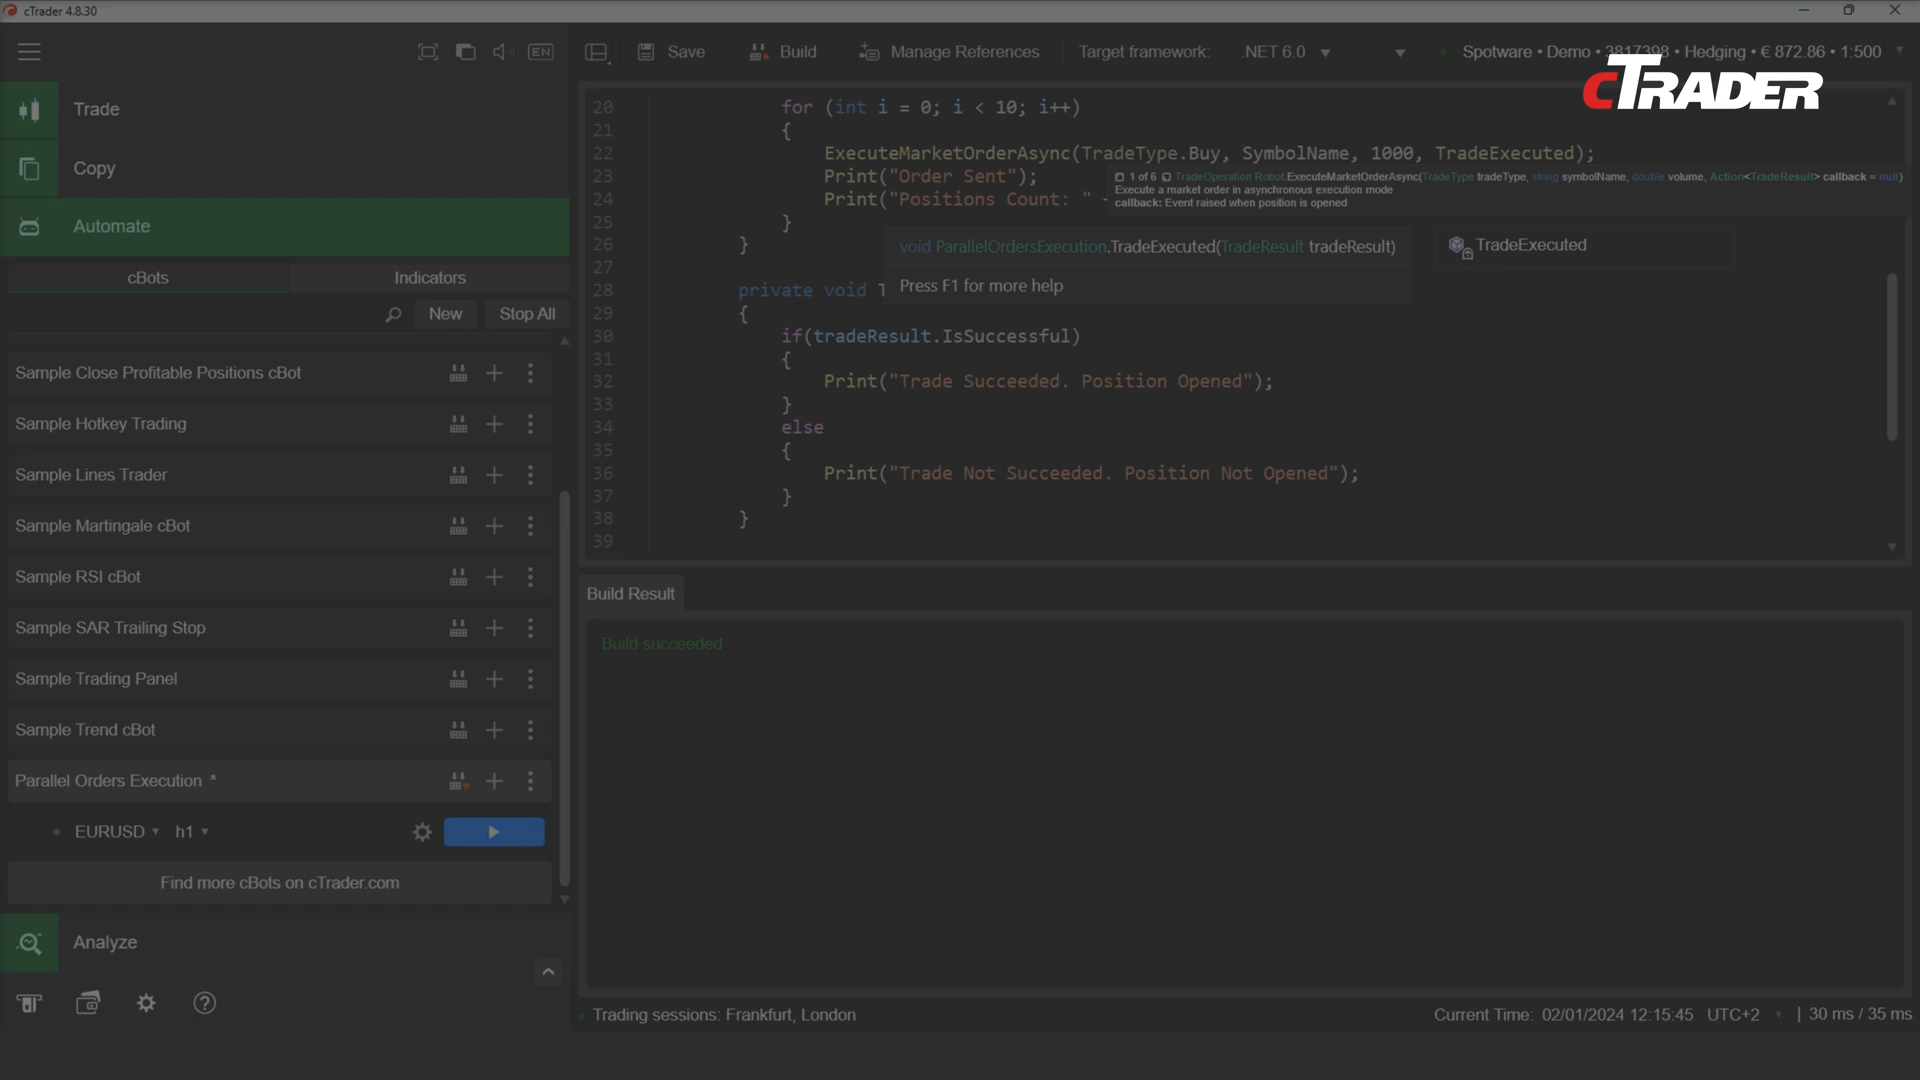 cTrader 4.8.30
EN
Save
Build
Manage References
Target framework:
.NET 6.0
Spotware • Demo • 3817398 • Hedging • € 872.86 • 1:500
cTRADER
Trade
Copy
Automate
cBots
Indicators
New
Stop All
Sample Close Profitable Positions cBot
Sample Hotkey Trading
Sample Lines Trader
Sample Martingale cBot
Sample RSI cBot
Sample SAR Trailing Stop
Sample Trading Panel
Sample Trend cBot
Parallel Orders Execution *
EURUSD
h1
Find more cBots on cTrader.com
Analyze
20 for (int i = 0; i < 10; i++)
21 {
22 ExecuteMarketOrderAsync(TradeType.Buy, SymbolName, 1000, TradeExecuted);
23 Print("Order Sent");
24 Print("Positions Count: "
25 }
26 }
27
28 private void
29 {
30 if(tradeResult.IsSuccessful)
31 {
32 Print("Trade Succeeded. Position Opened");
33 }
34 else
35 {
36 Print("Trade Not Succeeded. Position Not Opened");
37 }
38 }
39
1 of 6 TradeOperation Robot.ExecuteMarketOrderAsync(TradeType tradeType, string symbolName, double volume, Action<TradeResult> callback = null)
Execute a market order in asynchronous execution mode
callback: Event raised when position is opened
void ParallelOrdersExecution.TradeExecuted(TradeResult tradeResult)
Press F1 for more help
TradeExecuted
Build Result
Build succeeded
Trading sessions: Frankfurt, London
Current Time: 02/01/2024 12:15:45 UTC+2 | 30 ms / 35 ms